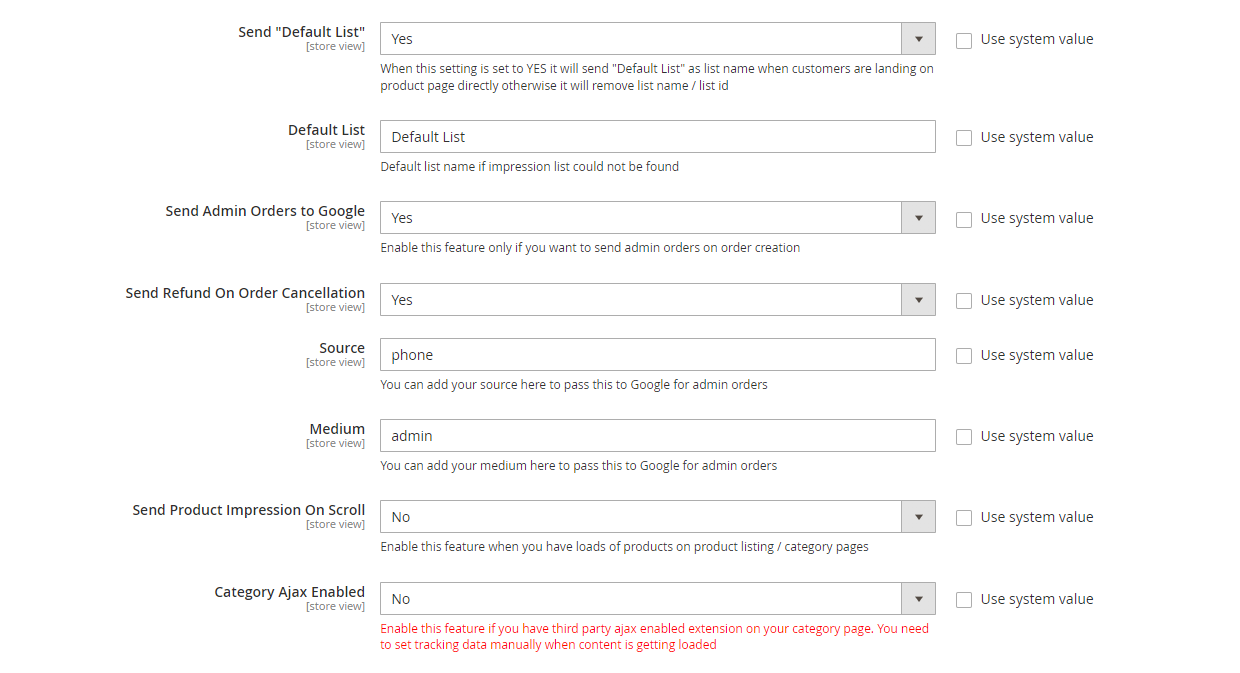 Send "Default List"
[store view]
Yes
Use system value
When this setting is set to YES it will send "Default List" as list name when customers are landing on
product page directly otherwise it will remove list name / list id
Default List
[store view]
Default List
Use system value
Default list name if impression list could not be found
Send Admin Orders to Google
[store view]
Yes
Use system value
Enable this feature only if you want to send admin orders on order creation
Send Refund On Order Cancellation
[store view]
Yes
Use system value
Source
[store view]
phone
Use system value
You can add your source here to pass this to Google for admin orders
Medium
[store view]
admin
Use system value
You can add your medium here to pass this to Google for admin orders
Send Product Impression On Scroll
[store view]
No
Use system value
Enable this feature when you have loads of products on product listing / category pages
Category Ajax Enabled
[store view]
No
Use system value
Enable this feature if you have third party ajax enabled extension on your category page. You need
to set tracking data manually when content is getting loaded